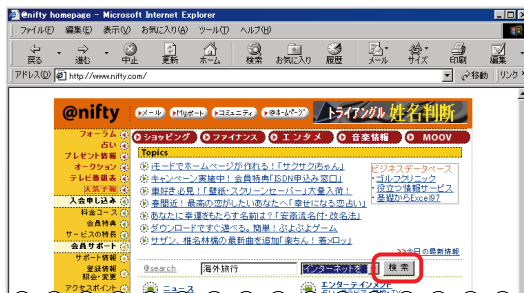 @nifty homepage - Microsoft Internet Explorer
ファイル(F) 編集(E) 表示(V) お気に入り(A) ツール(T) ヘルプ(H)
戻る 進む 中止 更新 ホーム 検索 お気に入り 履歴 メール サイズ 印刷 編集
アドレス(D) http://www.nifty.com/ 移動 リンク
@nifty メール Myポート コミュニティ @ホームページ トライアングル 姓名判断
ショッピング ファイナンス エンタメ 音楽情報 MOOV
フォーラム
占い
プレゼント情報
オークション
テレビ番組表
決算字報
入会申し込み
料金コース
会員特典
サービスの特長
会員サポート
サポート情報
登録情報
照会・変更
アクセスポイント
Topics
iモードでホームページが作れる！「サクサクiちゃん」
キャンペーン実施中！会員特典「ISDN申込み窓口」
車好き必見！「壁紙・スクリーンセーバー」大量入荷！
春間近！最高の恋がしたいあなたへ「幸せになる恋占い」
あなたに幸運をもたらす名前は？「安斎流名付・改名法」
ダウンロードですぐ遊べる。簡単！ぷよぷよゲーム
サザン、椎名林檎の最新曲を追加「楽ちん！着メロッ」
ビジネスデータベース
・ゴルフクリニック
・役立つ情報サービス
・基礎からExcel97
>>本日の最新情報
@search 海外旅行 インターネットを 検索
ニュース エンターテインメント